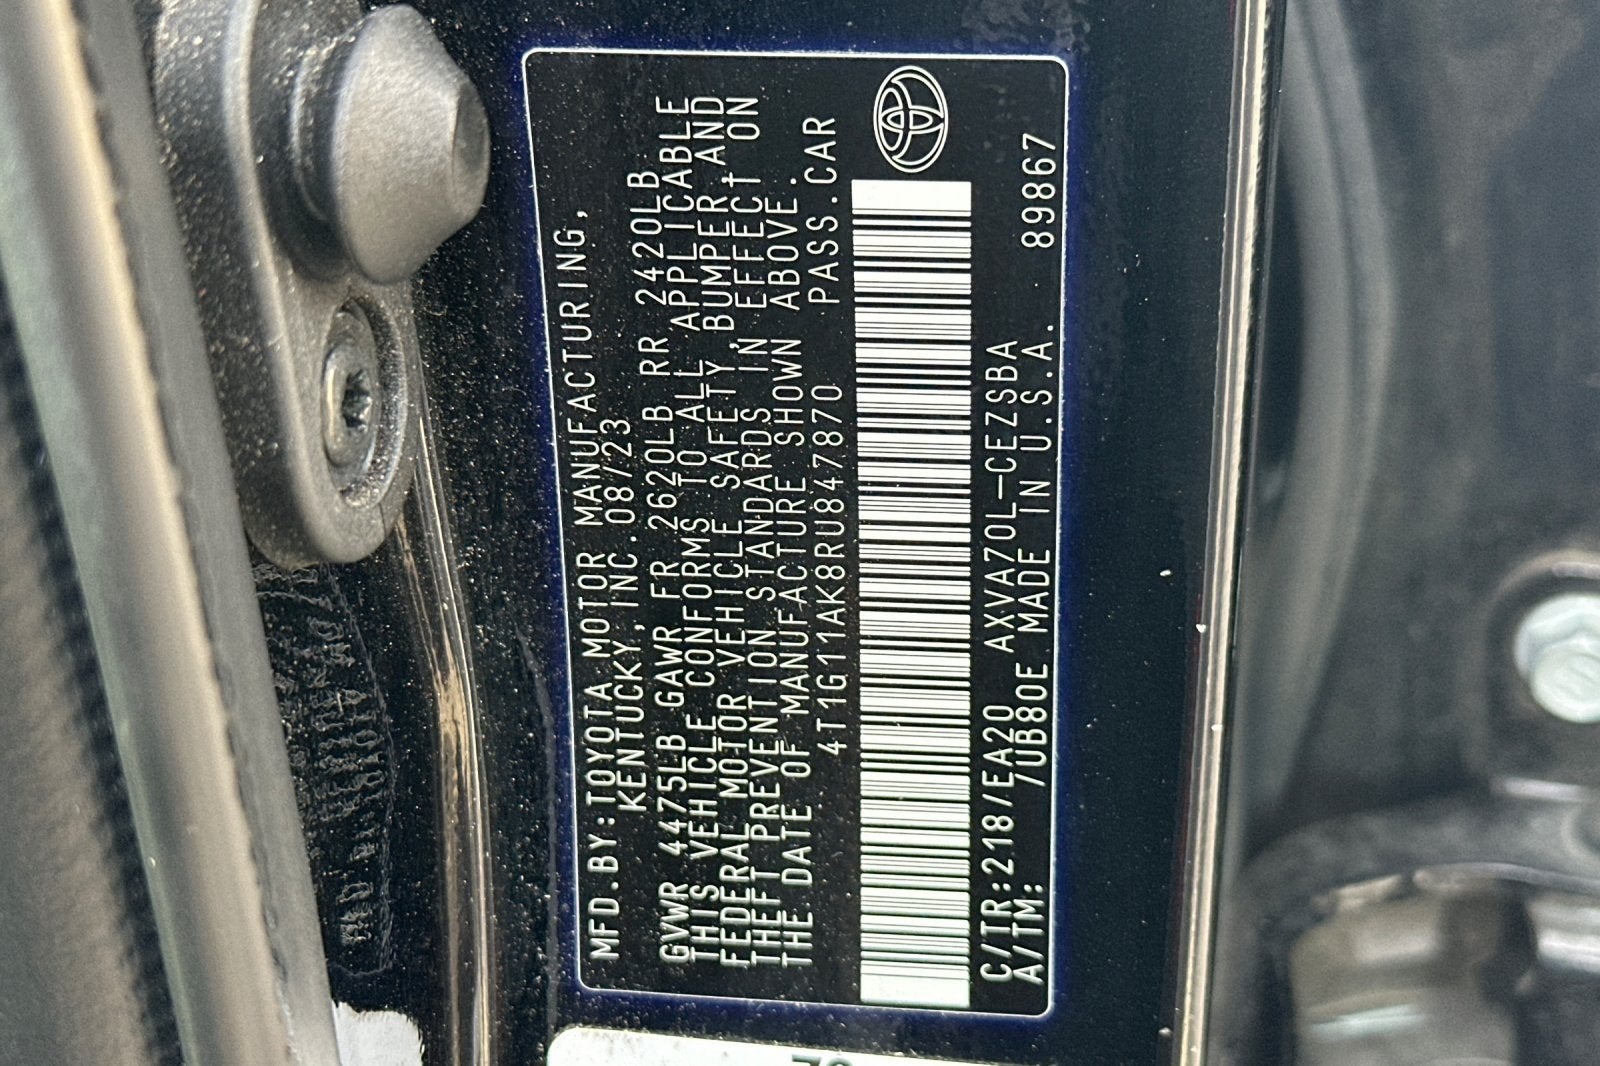 MFD.BY:TOYOTA MOTOR MANUFACTURING,
KENTUCKY,INC.08/23
GVWR 4475LB GAWR FR 2620LB RR 2420LB
THIS VEHICLE CONFORMS TO ALL APPLICABLE
FEDERAL MOTOR VEHICLE SAFETY,BUMPER,AND
THEFT PREVENTION STANDARDS IN EFFECT ON
THE DATE OF MANUFACTURE SHOWN ABOVE.
4T1G11AK8RU847870 PASS.CAR
C/TR:218/EA20 AXVA70L-CEZSBA
A/TM: /UB80E MADE IN U.S.A. 89867